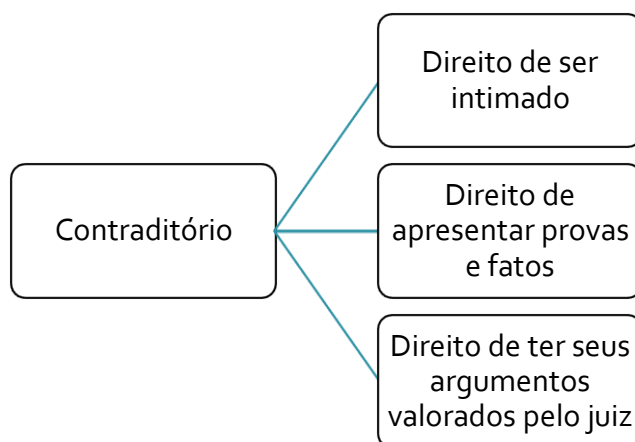 Contraditório
Direito de ser
intimado
Direito de
apresentar provas
e fatos
Direito de ter seus
argumentos
valorados pelo juiz